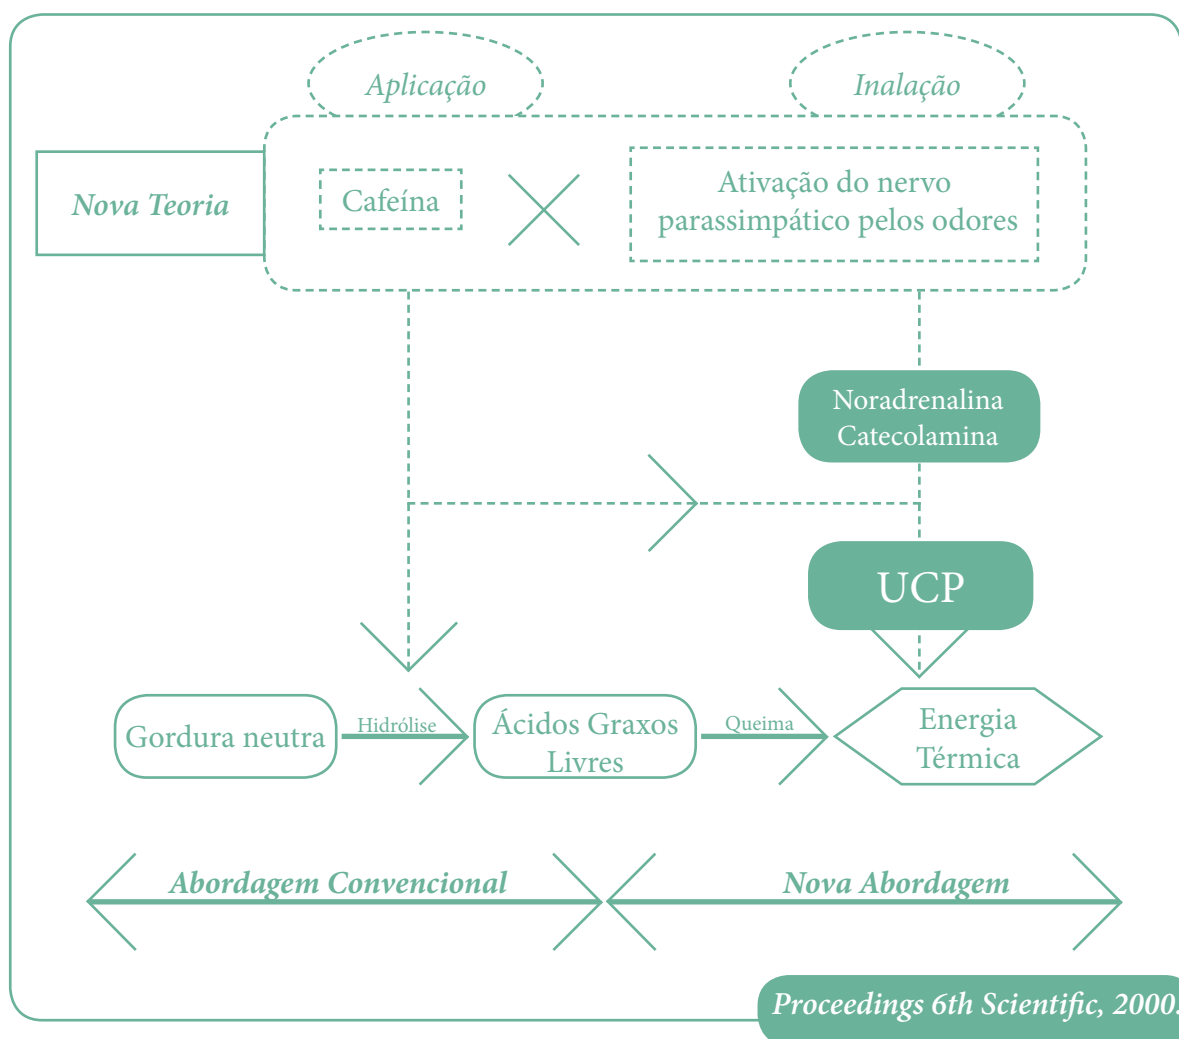 Aplicação
Inalação
Nova Teoria
Cafeína
Ativação do nervo
parassimpático pelos odores
Noradrenalina
Catecolamina
UCP
Gordura neutra
Hidrólise
Ácidos Graxos
Livres
Queima
Energia
Térmica
Abordagem Convencional
Nova Abordagem
Proceedings 6th Scientific, 2000.